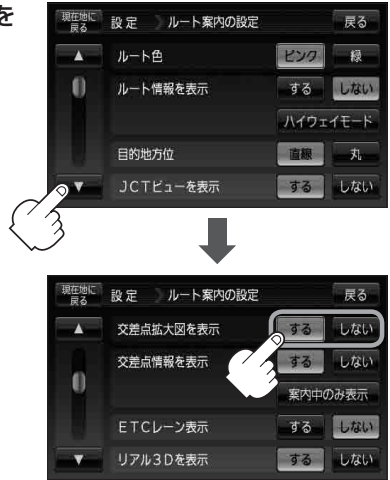 を
現在地に戻る 設定 ルート案内の設定 戻る
▲ ルート色 ピンク 緑
ルート情報を表示 する しない
ハイウェイモード
目的地方位 直線 丸
▼ JCTビューを表示 する しない
現在地に戻る 設定 ルート案内の設定 戻る
▲ 交差点拡大図を表示 する しない
交差点情報を表示 する しない
案内中のみ表示
ETCレーン表示 する しない
▼ リアル3Dを表示 する しない